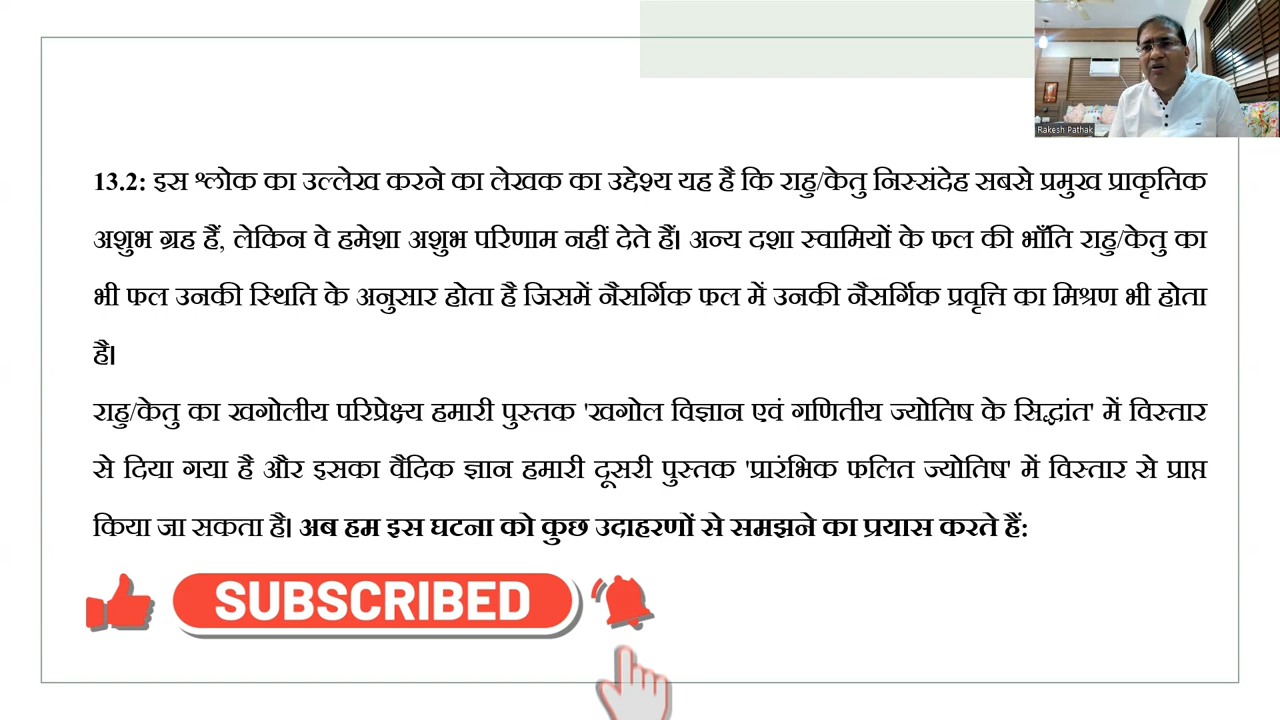 Rakesh Pathak
13.2: इस श्लोक का उल्लेख करने का लेखक का उद्देश्य यह है कि राहु/केतु निस्संदेह सबसे प्रमुख प्राकृतिक
अशुभ ग्रह हैं, लेकिन वे हमेशा अशुभ परिणाम नहीं देते हैं। अन्य दशा स्वामियों के फल की भाँति राहु/केतु का
भी फल उनकी स्थिति के अनुसार होता है जिसमें नैसर्गिक फल में उनकी नैसर्गिक प्रवृत्ति का मिश्रण भी होता
है।
राहु/केतु का खगोलीय परिप्रेक्ष्य हमारी पुस्तक 'खगोल विज्ञान एवं गणितीय ज्योतिष के सिद्धांत' में विस्तार
से दिया गया है और इसका वैदिक ज्ञान हमारी दूसरी पुस्तक 'प्रारंभिक फलित ज्योतिष' में विस्तार से प्राप्त
किया जा सकता है। अब हम इस घटना को कुछ उदाहरणों से समझने का प्रयास करते हैं:
SUBSCRIBED